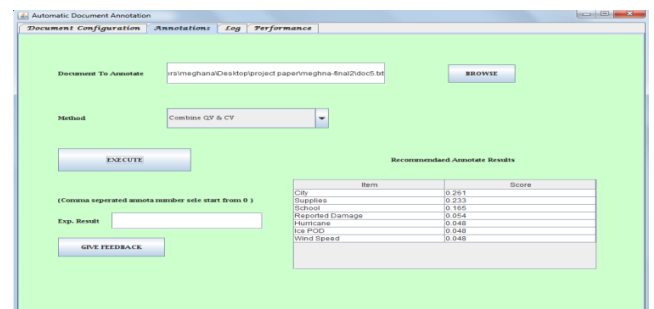 Automatic Document Annotation
Document Configuration Annotations Log Performance
Document To Annotate
ers\meghana\Desktop\project paper\meghna-final2\doc5.txt
BROWSE
Method
Combine QV & CV
EXECUTE
Recommendaed Annotate Results
Item Score
City 0.261
Supplies 0.233
School 0.165
Reported Damage 0.054
Hurricane 0.048
Ice POD 0.048
Wind Speed 0.048
(Comma seperated annota number sele start from 0 )
Exp. Result
GIVE FEEDBACK